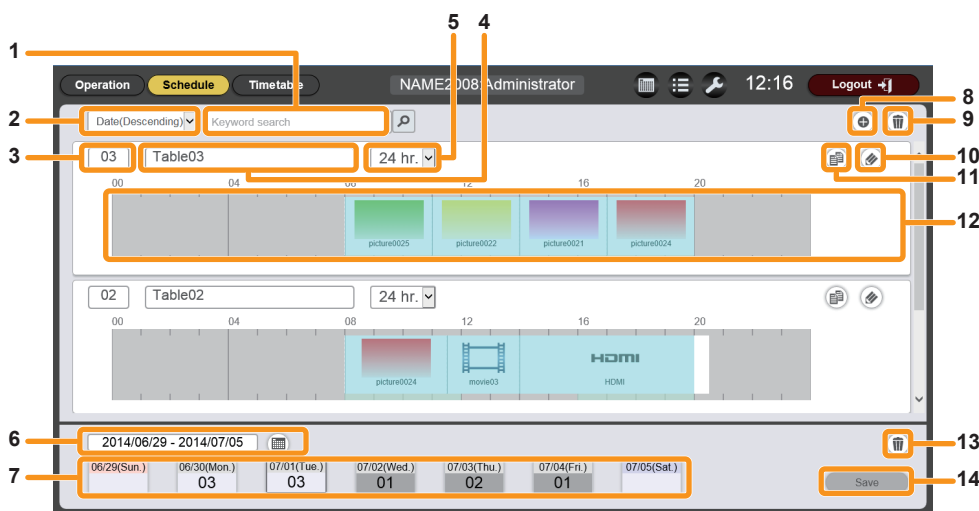 5 4
1
Operation Schedule Timetable NAME2008:Administrator 12:16 Logout
8
2 Date(Descending) Keyword search 9
3 03 Table03 24 hr. 10
11
00 04 08 12 16 20
12
picture0025 picture0022 picture0021 picture0024
02 Table02 24 hr.
00 04 08 12 16 20
HDMI
picture0024 movie03 HDMI
6 2014/06/29 - 2014/07/05 13
7 06/29(Sun.) 06/30(Mon.) 07/01(Tue.) 07/02(Wed.) 07/03(Thu.) 07/04(Fri.) 07/05(Sat.)
03 03 01 02 01
Save 14